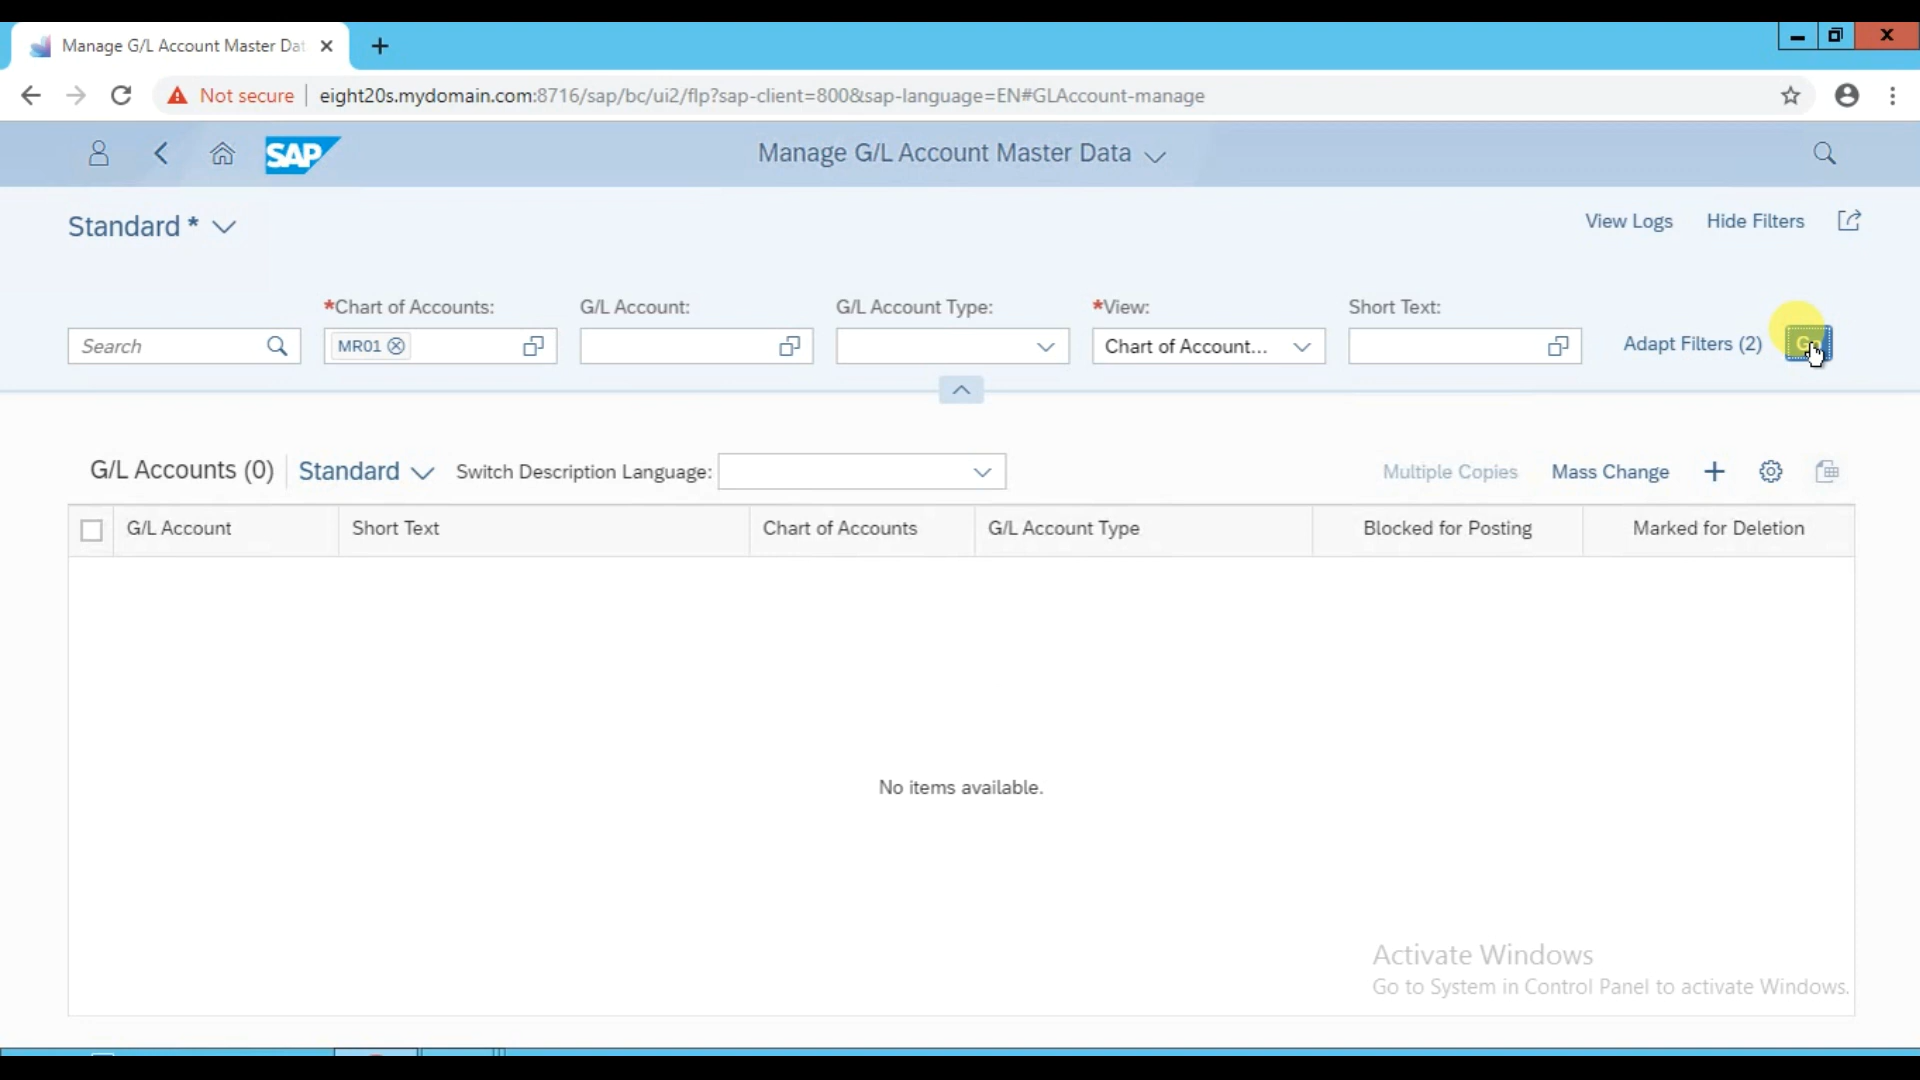 Manage G/L Account Master Dat
Not secure eight20s.mydomain.com:8716/sap/bc/ui2/flp?sap-client=800&sap-language=EN#GLAccount-manage
SAP Manage G/L Account Master Data
Standard * View Logs Hide Filters
*Chart of Accounts: G/L Account: G/L Account Type: *View: Short Text:
Search MR01 Chart of Account... Adapt Filters (2) Go
G/L Accounts (0) Standard Switch Description Language: Multiple Copies Mass Change
G/L Account Short Text Chart of Accounts G/L Account Type Blocked for Posting Marked for Deletion
No items available.
Activate Windows
Go to System in Control Panel to activate Windows.